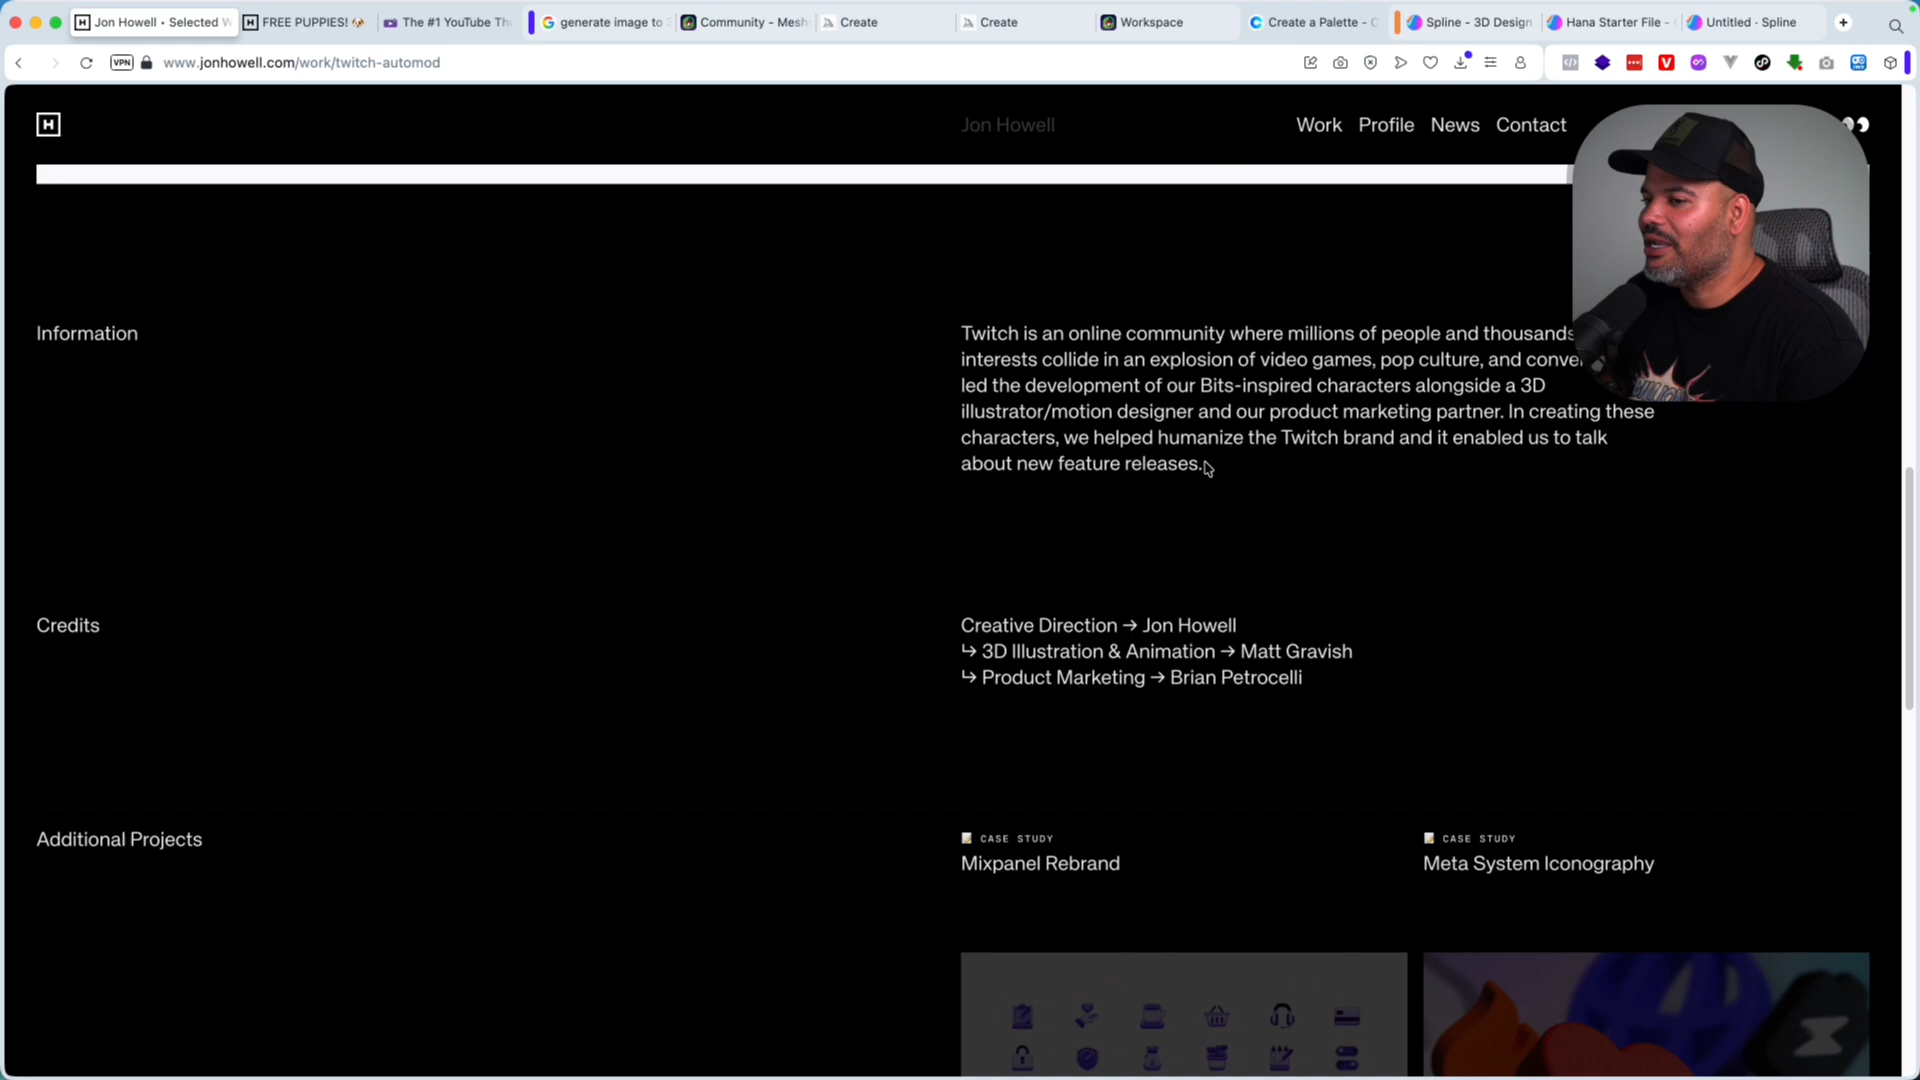 Jon Howell • Selected W
FREE PUPPIES!
The #1 YouTube Th
generate image to 3
Community - Mesh
Create
Create
Workspace
Create a Palette - C
Spline - 3D Design
Hana Starter File -
Untitled · Spline
VPN
www.jonhowell.com/work/twitch-automod
H
Jon Howell
Work
Profile
News
Contact
Information
Twitch is an online community where millions of people and thousands
interests collide in an explosion of video games, pop culture, and conve
led the development of our Bits-inspired characters alongside a 3D
illustrator/motion designer and our product marketing partner. In creating these
characters, we helped humanize the Twitch brand and it enabled us to talk
about new feature releases.
Credits
Creative Direction → Jon Howell
↳ 3D Illustration & Animation → Matt Gravish
↳ Product Marketing → Brian Petrocelli
Additional Projects
CASE STUDY
Mixpanel Rebrand
CASE STUDY
Meta System Iconography